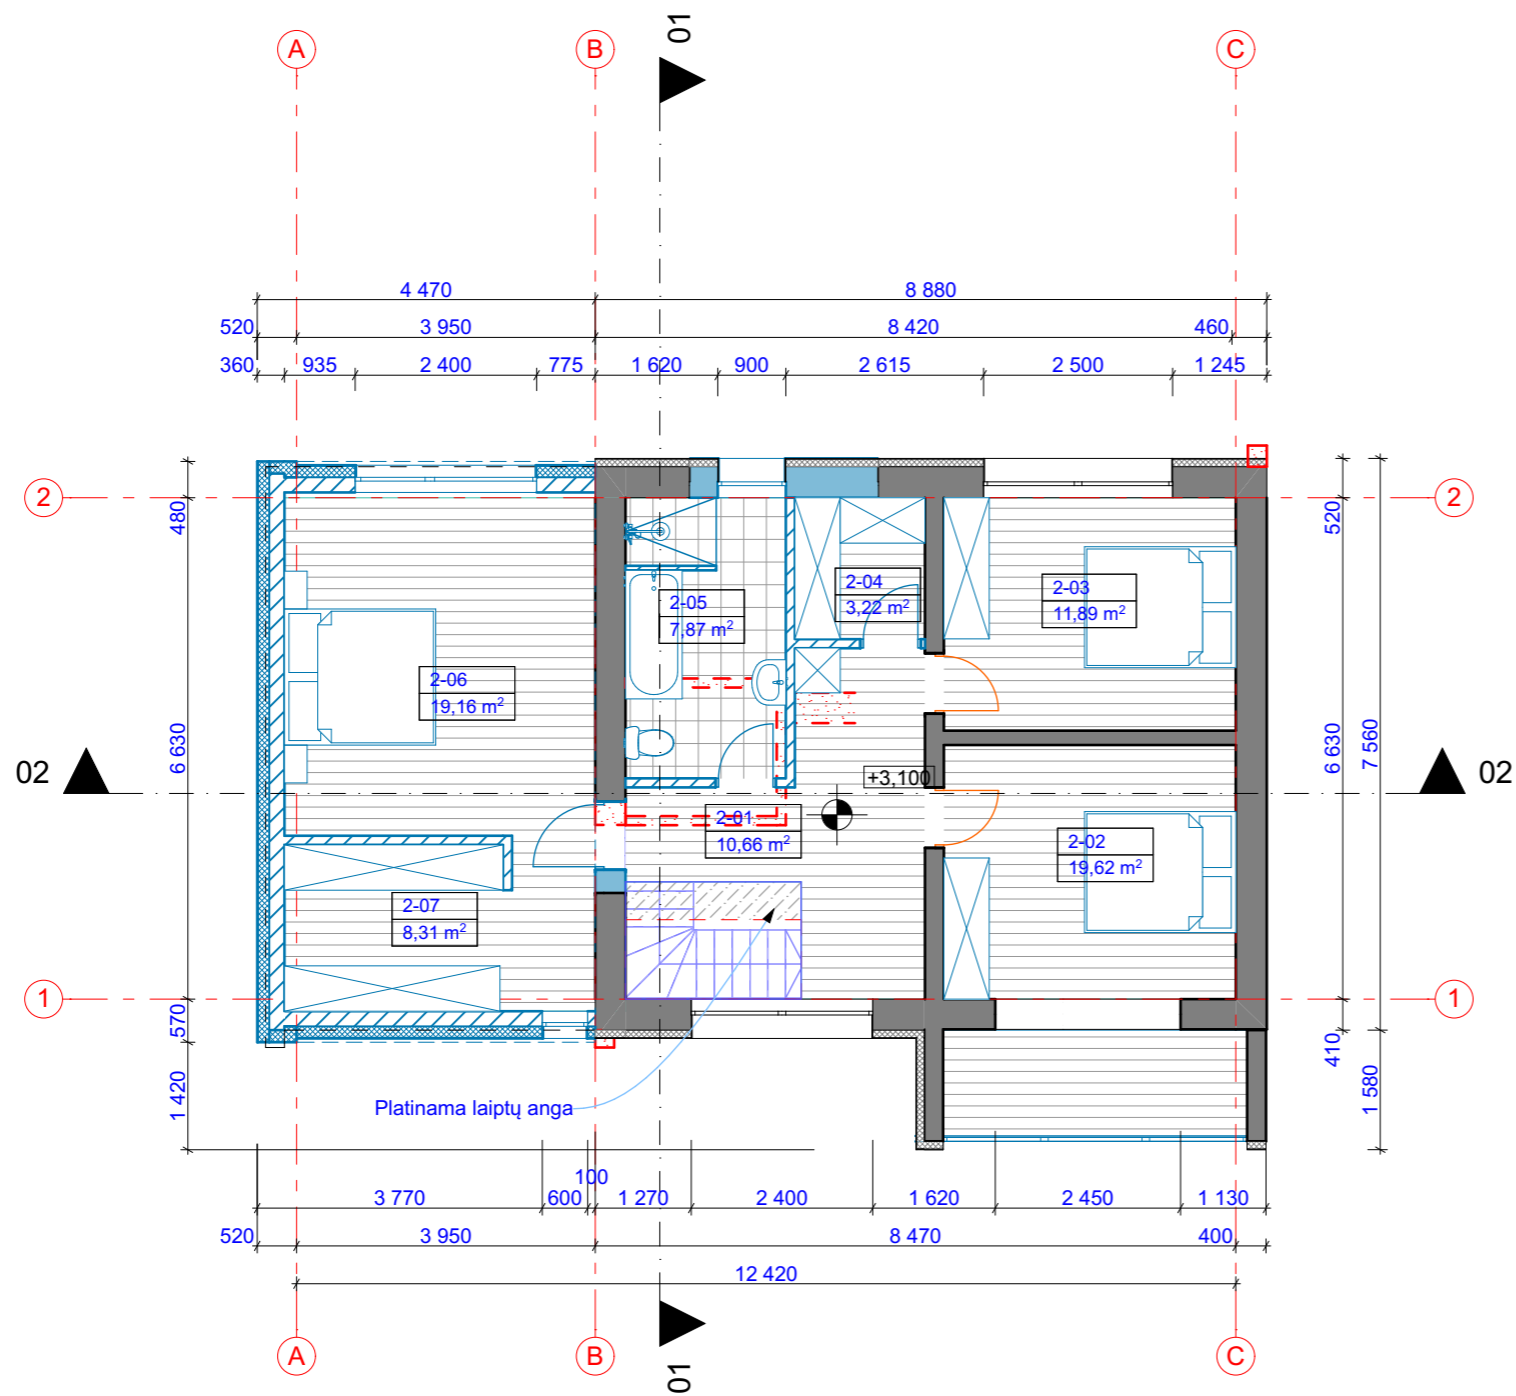 01
A B C
4 470 8 880
520 3 950 8 420 460
360 935 2 400 775 1 620 900 2 615 2 500 1 245
2 2
480 520
2-04
3,22 m²
2-03
11,89 m²
2-05
7,87 m²
2-06
19,16 m²
6 630 6 630 7 560
02 02
+3,100
2-01
10,66 m²
2-02
19,62 m²
2-07
8,31 m²
1 1
570 410
1 420 1 580
Platinama laiptų anga
100
3 770 600 1 270 2 400 1 620 2 450 1 130
520 3 950 8 470 400
12 420
A B C
01